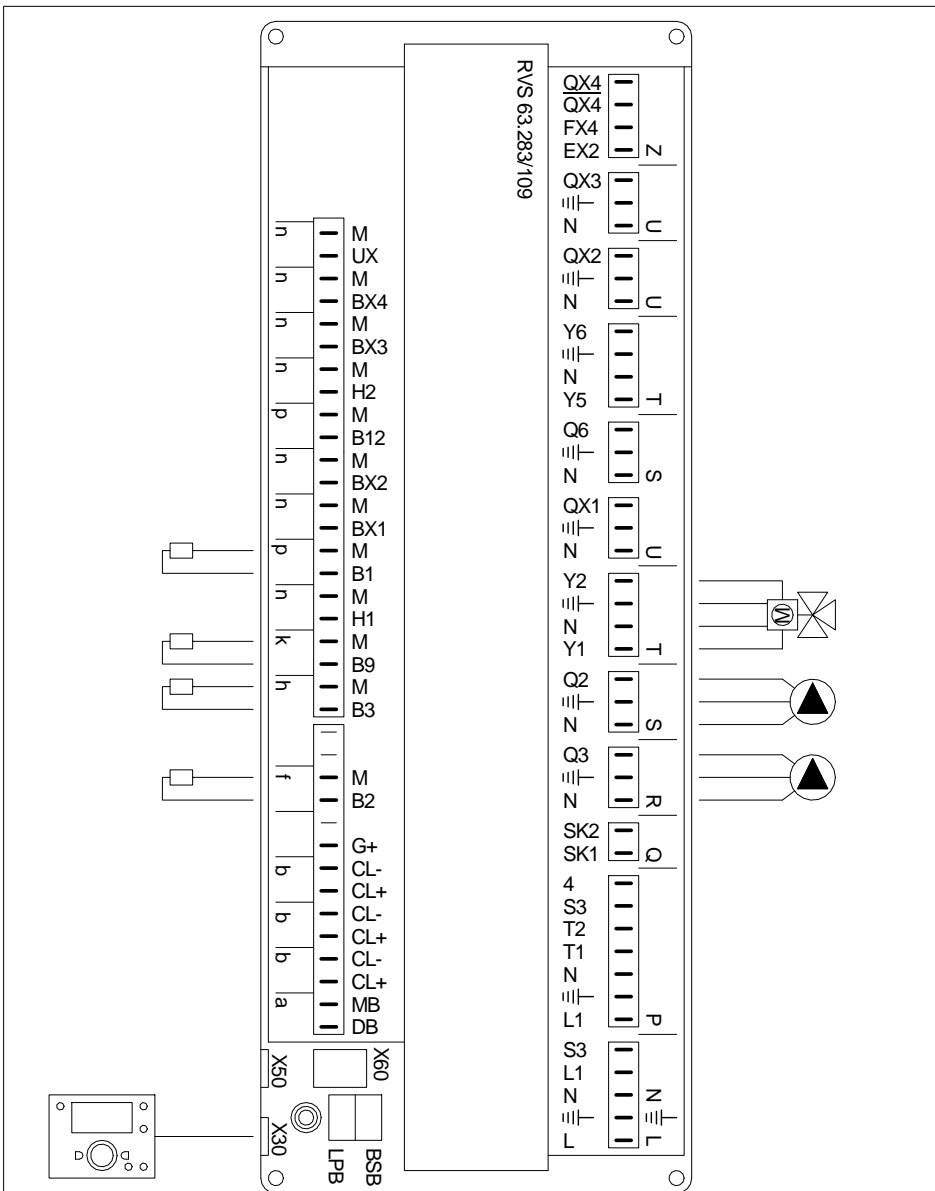 RVS 63.283/109
n
M
UX
n
M
BX4
n
M
BX3
n
M
H2
p
M
B12
n
M
BX2
n
M
BX1
p
M
B1
n
M
H1
k
M
B9
h
M
B3
f
M
B2
G+
b
CL-
CL+
b
CL-
CL+
b
CL-
CL+
a
MB
DB
X50
X60
X30
LPB
BSB
QX4
QX4
FX4
EX2
Z
QX3
N
U
QX2
N
U
Y6
N
Y5
T
Q6
N
S
QX1
N
U
Y2
N
Y1
T
M
Q2
N
S
Q3
N
R
SK2
SK1
Q
4
S3
T2
T1
N
L1
P
S3
L1
N
L
N
L